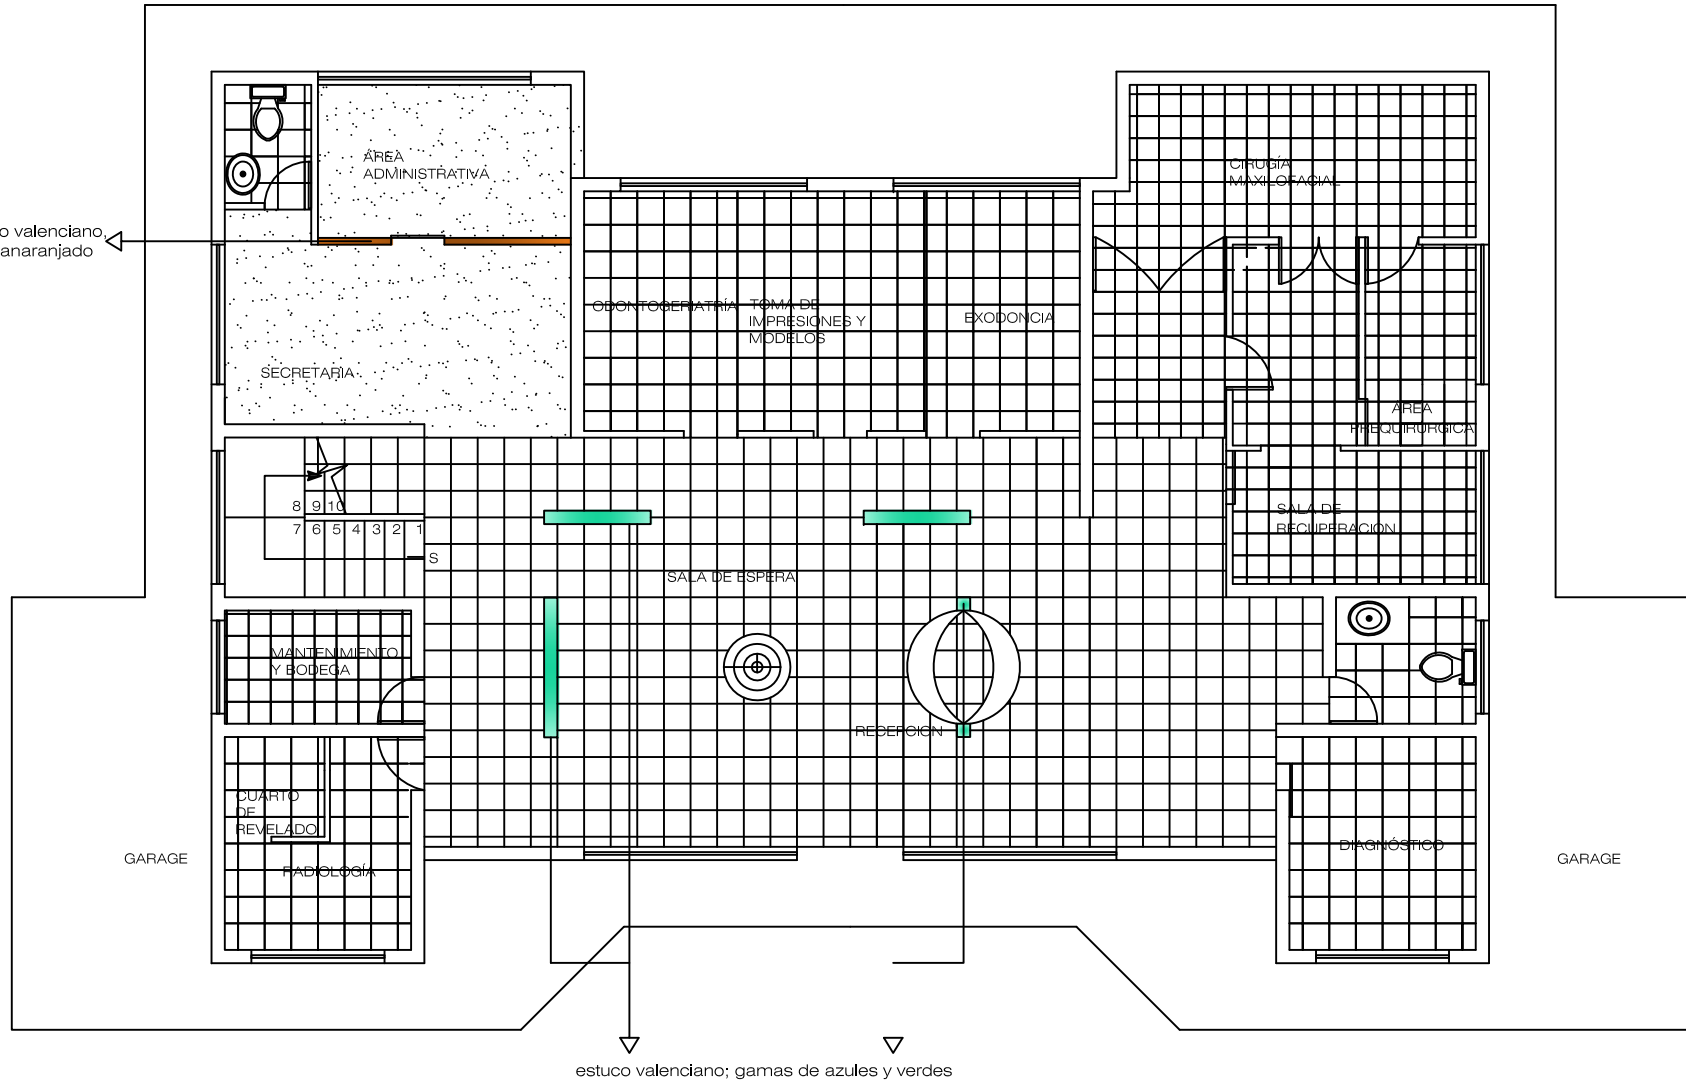 ÁREA
ADMINISTRATIVA
CIRUGÍA
MAXILOFACIAL
o valenciano,
anaranjado
ODONTOGERIATRÍA
TOMA DE
IMPRESIONES Y
MODELOS
EXODONCIA
SECRETARIA
ÁREA
PREQUIRÚRGICA
8 9 10
7 6 5 4 3 2 1
S
SALA DE
RECUPERACION
SALA DE ESPERA
MANTENIMIENTO
Y BODEGA
RECEPCION
CUARTO
DE
REVELADO
RADIOLOGÍA
DIAGNÓSTICO
GARAGE
GARAGE
estuco valenciano; gamas de azules y verdes